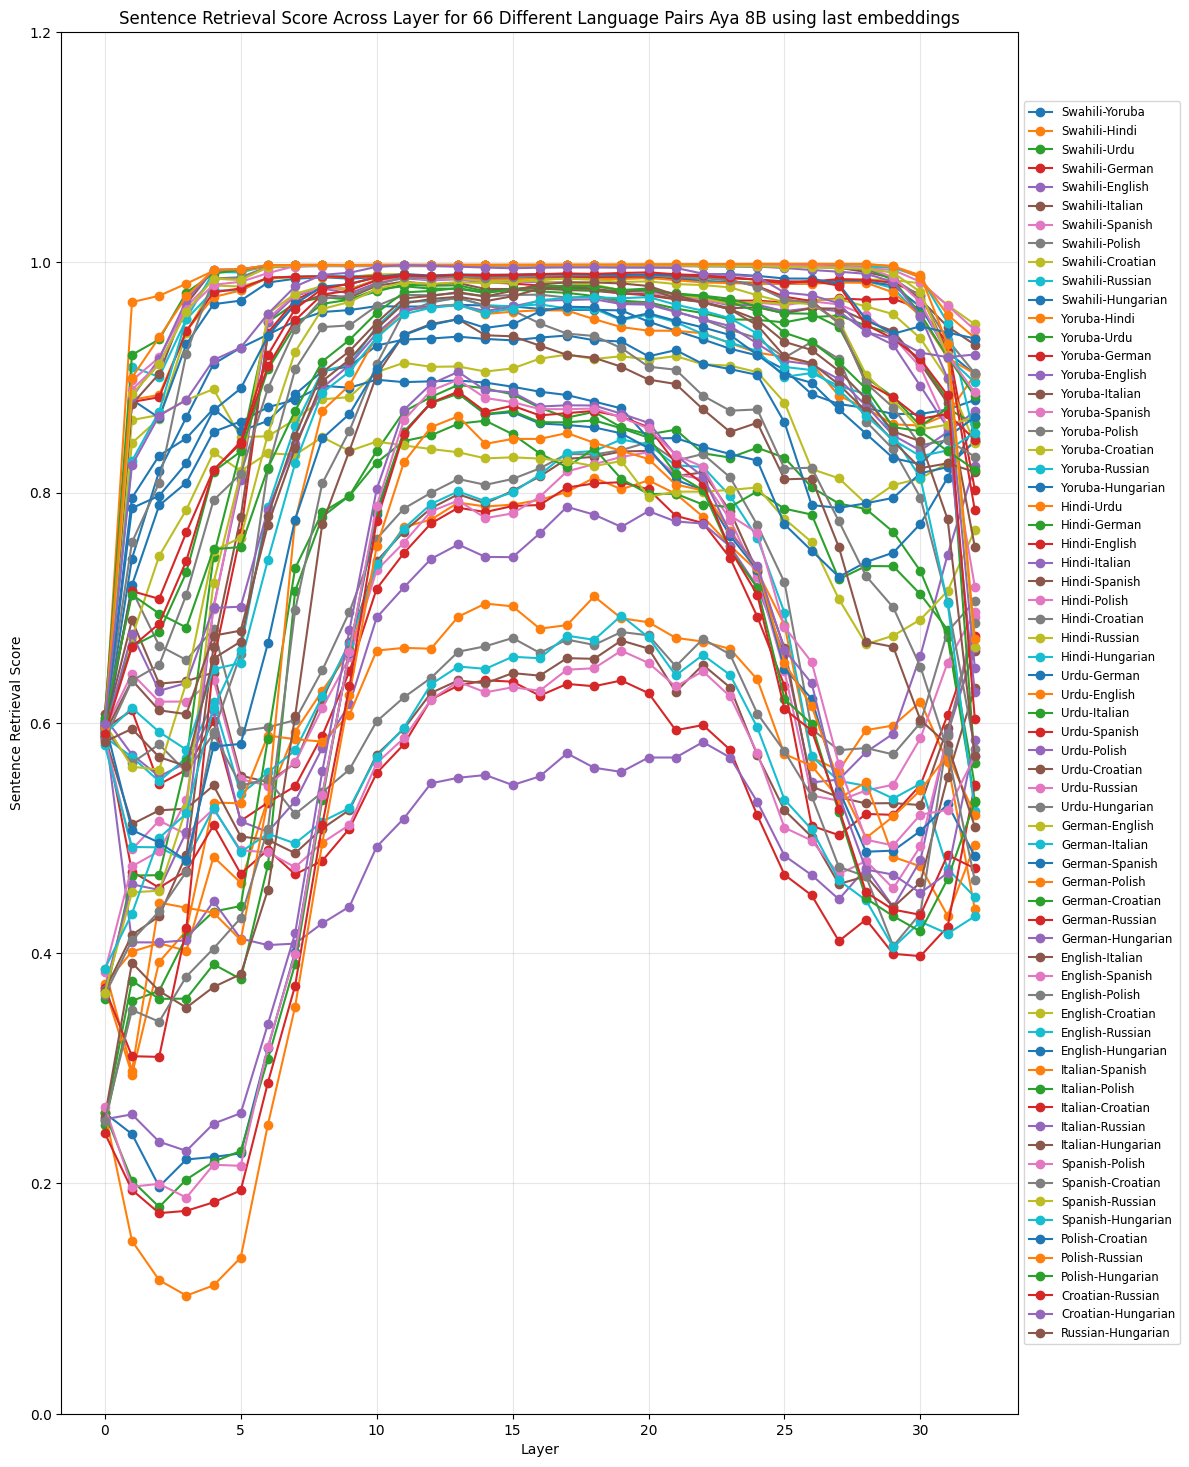 Sentence Retrieval Score Across Layer for 66 Different Language Pairs Aya 8B using last embeddings
1.2
1.0
0.8
0.6
0.4
0.2
0.0
Sentence Retrieval Score
0
5
10
15
20
25
30
Layer
Swahili-Yoruba
Swahili-Hindi
Swahili-Urdu
Swahili-German
Swahili-English
Swahili-Italian
Swahili-Spanish
Swahili-Polish
Swahili-Croatian
Swahili-Russian
Swahili-Hungarian
Yoruba-Hindi
Yoruba-Urdu
Yoruba-German
Yoruba-English
Yoruba-Italian
Yoruba-Spanish
Yoruba-Polish
Yoruba-Croatian
Yoruba-Russian
Yoruba-Hungarian
Hindi-Urdu
Hindi-German
Hindi-English
Hindi-Italian
Hindi-Spanish
Hindi-Polish
Hindi-Croatian
Hindi-Russian
Hindi-Hungarian
Urdu-German
Urdu-English
Urdu-Italian
Urdu-Spanish
Urdu-Polish
Urdu-Croatian
Urdu-Russian
Urdu-Hungarian
German-English
German-Italian
German-Spanish
German-Polish
German-Croatian
German-Russian
German-Hungarian
English-Italian
English-Spanish
English-Polish
English-Croatian
English-Russian
English-Hungarian
Italian-Spanish
Italian-Polish
Italian-Croatian
Italian-Russian
Italian-Hungarian
Spanish-Polish
Spanish-Croatian
Spanish-Russian
Spanish-Hungarian
Polish-Croatian
Polish-Russian
Polish-Hungarian
Croatian-Russian
Croatian-Hungarian
Russian-Hungarian